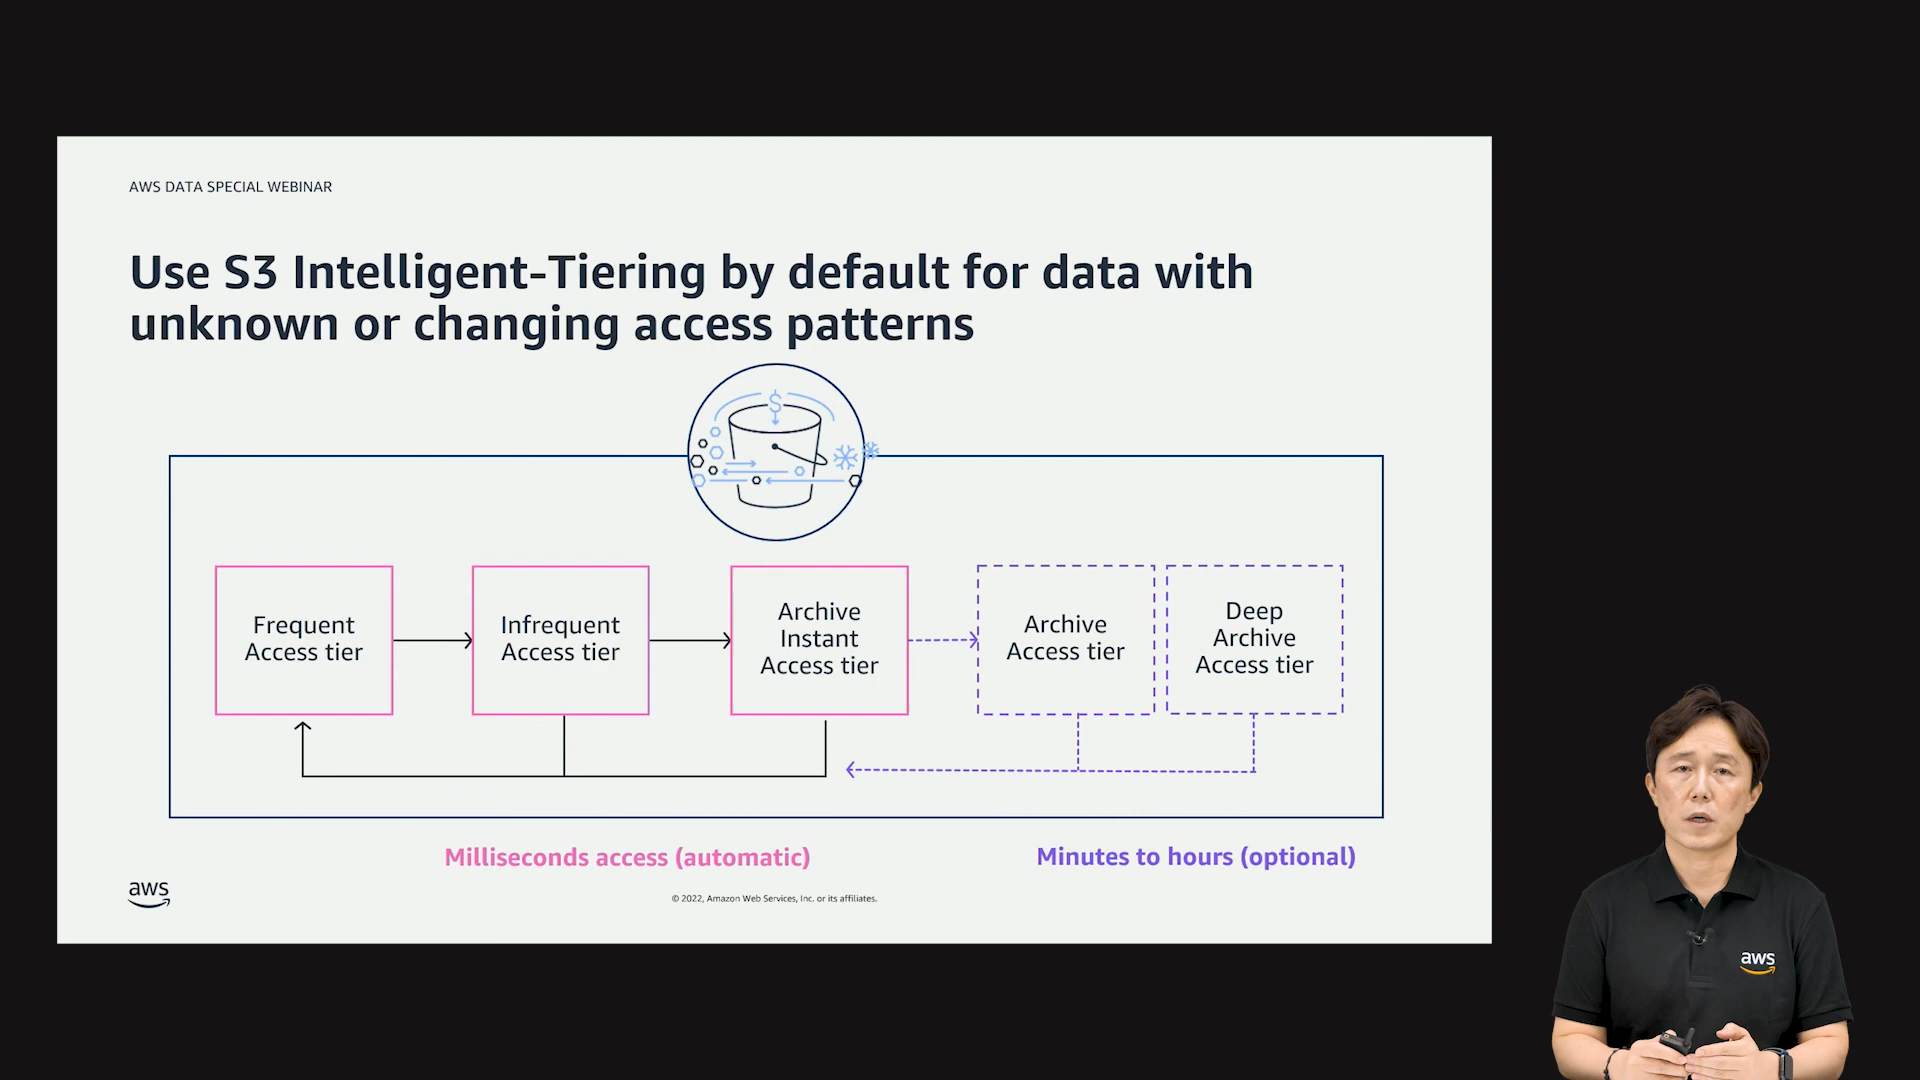 AWS DATA SPECIAL WEBINAR
Use S3 Intelligent-Tiering by default for data with
unknown or changing access patterns
$
Frequent
Access tier
Infrequent
Access tier
Archive
Instant
Access tier
Archive
Access tier
Deep
Archive
Access tier
Milliseconds access (automatic)
Minutes to hours (optional)
aws
© 2022, Amazon Web Services, Inc. or its affiliates.
aws